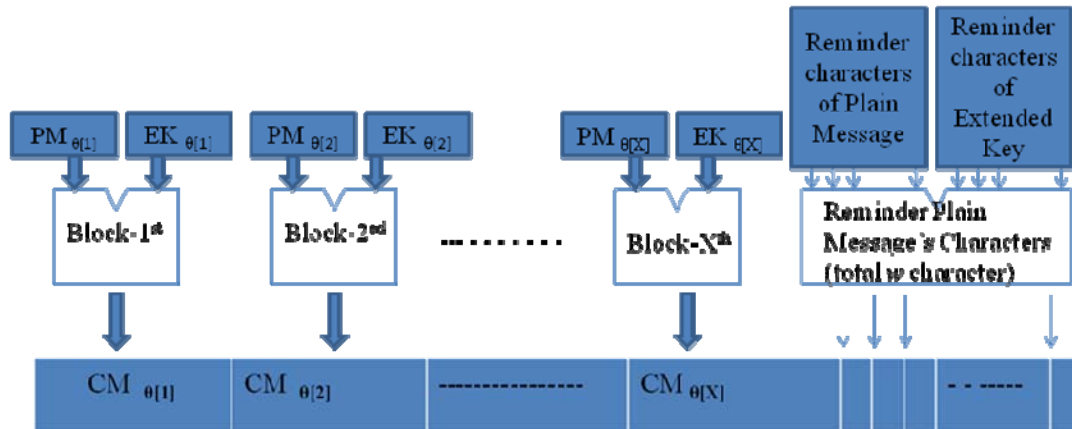 Reminder
characters
of Plain
Message
Reminder
characters
of
Extended
Key
PM θ[1]
EK θ[1]
PM θ[2]
EK θ[2]
PM θ[X]
EK θ[X]
Block-1st
Block-2nd
... . . . . . . .
Block-Xth
Reminder Plain
Message's Characters
(total w character)
CM θ[1]
CM θ[2]
----------------
CM θ[X]
- - -----